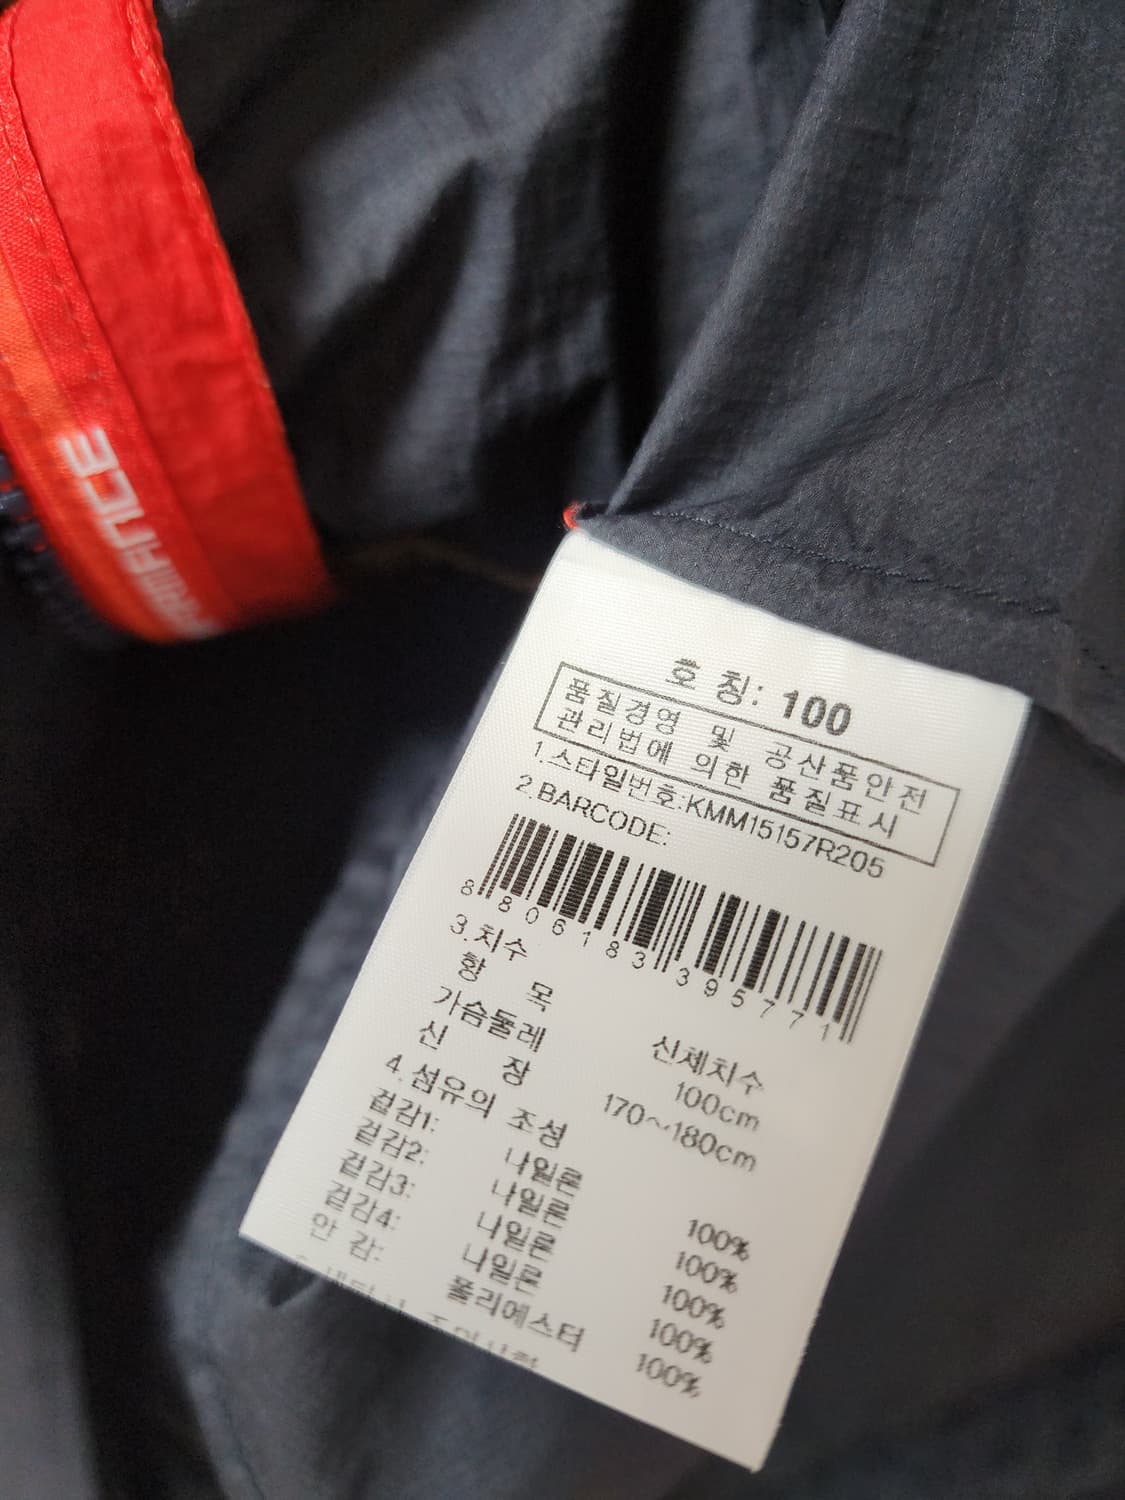 호 칭: 100
품질경영 및 공산품안전
관리법에 의한 품질표시
1.스타일번호:KMM15157R205
2.BARCODE:
8 806183 395771
3.치수
항 목 신체치수
가슴둘레 100cm
신 장 170~180cm
4.섬유의 조성
겉감1: 나일론 100%
겉감2: 나일론 100%
겉감3: 나일론 100%
겉감4: 나일론 100%
안 감: 폴리에스터 100%